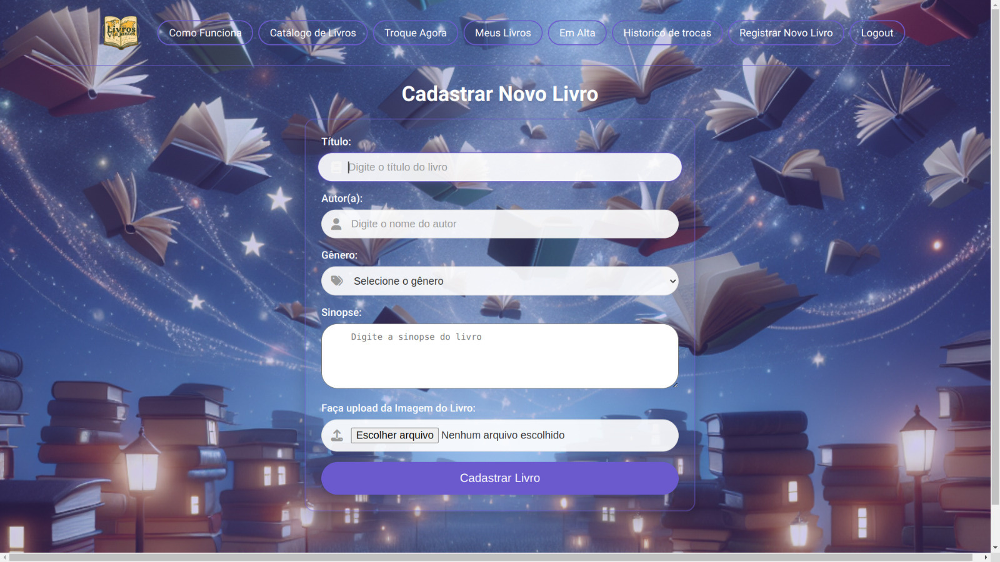 Livros
Viajantes
Como Funciona
Catálogo de Livros
Troque Agora
Meus Livros
Em Alta
Historico de trocas
Registrar Novo Livro
Logout
Cadastrar Novo Livro
Título:
Digite o título do livro
Autor(a):
Digite o nome do autor
Gênero:
Selecione o gênero
Sinopse:
Digite a sinopse do livro
Faça upload da Imagem do Livro:
Escolher arquivo Nenhum arquivo escolhido
Cadastrar Livro